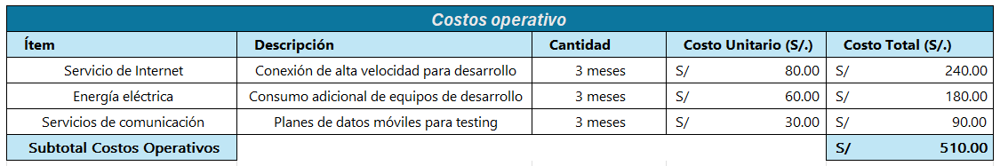 Costos operativo
Ítem Descripción Cantidad Costo Unitario (S/.) Costo Total (S/.)
Servicio de Internet Conexión de alta velocidad para desarrollo 3 meses S/ 80.00 S/ 240.00
Energía eléctrica Consumo adicional de equipos de desarrollo 3 meses S/ 60.00 S/ 180.00
Servicios de comunicación Planes de datos móviles para testing 3 meses S/ 30.00 S/ 90.00
Subtotal Costos Operativos S/ 510.00